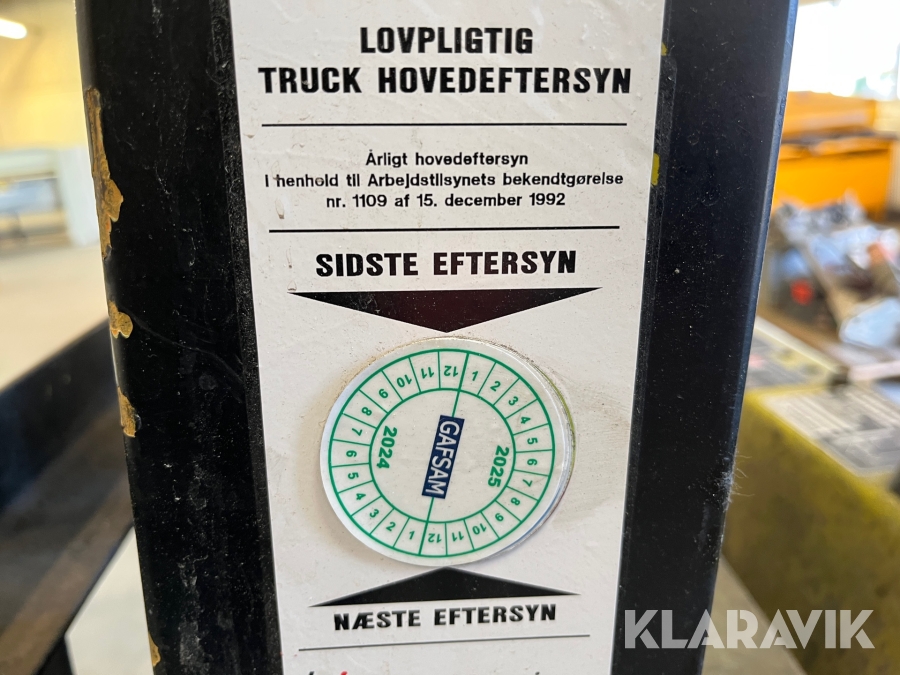 LOVPLIGTIG
TRUCK HOVEDEFTERSYN
Årligt hovedeftersyn
I henhold til Arbejdstilsynets bekendtgørelse
nr. 1109 af 15. december 1992
SIDSTE EFTERSYN
1 2 3 4 5 6 7 8 9 10 11 12
2025
1 2 3 4 5 6 7 8 9 10 11 12
2024
GAFSAM
NÆSTE EFTERSYN
KLARAVIK